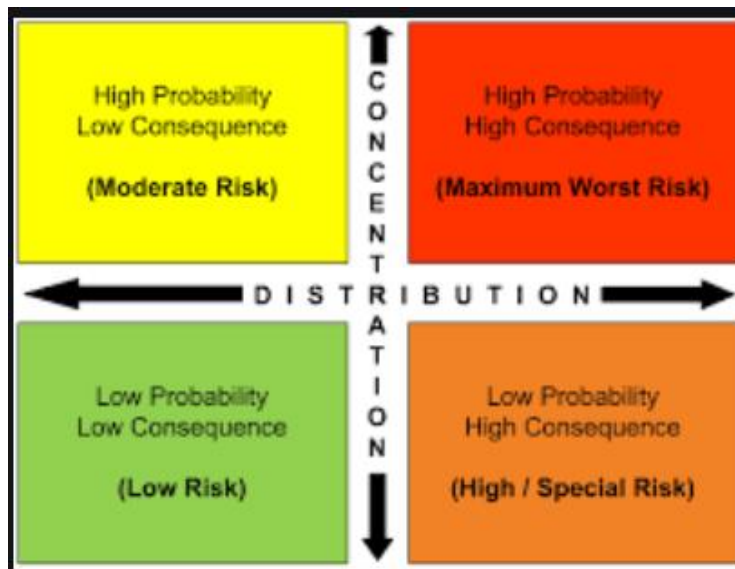 High Probability
Low Consequence
(Moderate Risk)
High Probability
High Consequence
(Maximum Worst Risk)
CONCENTRATION
DISTRIBUTION
Low Probability
Low Consequence
(Low Risk)
Low Probability
High Consequence
(High / Special Risk)